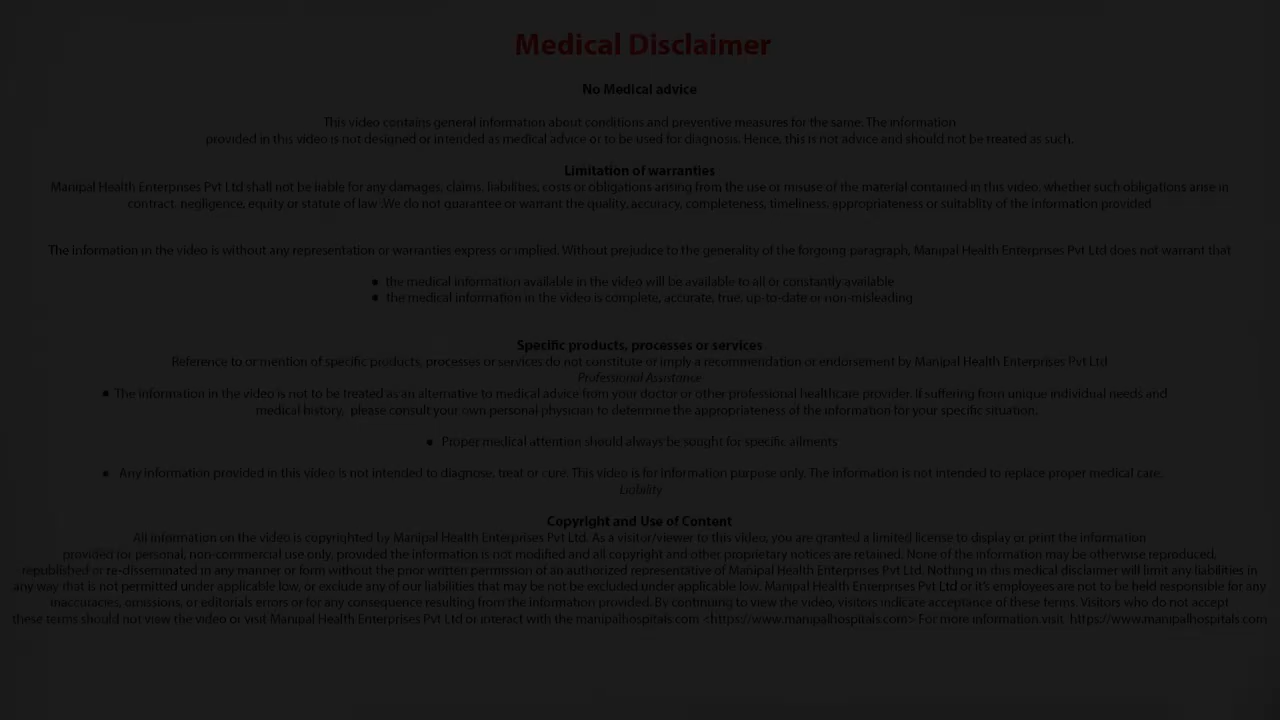 Medical Disclaimer
No Medical advice
This video contains general information about conditions and preventive measures for the same. The information
provided in this video is not designed or intended as medical advice or to be used for diagnosis. Hence, this is not advice and should not be treated as such.
Limitation of warranties
Manipal Health Enterprises Pvt Ltd shall not be liable for any damages, claims, liabilities, costs or obligations arising from the use or misuse of the material contained in this video, whether such obligations arise in
contract, negligence, equity or statute of law .We do not guarantee or warrant the quality, accuracy, completeness, timeliness, appropriateness or suitablity of the information provided
The information in the video is without any representation or warranties express or implied. Without prejudice to the generality of the forgoing paragraph, Manipal Health Enterprises Pvt Ltd does not warrant that
● the medical information available in the video will be available to all or constantly available
● the medical information in the video is complete, accurate, true, up-to-date or non-misleading
Specific products, processes or services
Reference to or mention of specific products, processes or services do not constitute or imply a recommendation or endorsement by Manipal Health Enterprises Pvt Ltd
Professional Assistance
● The information in the video is not to be treated as an alternative to medical advice from your doctor or other professional healthcare provider. If suffering from unique individual needs and
medical history, please consult your own personal physician to determine the appropriateness of the information for your specific situation.
● Proper medical attention should always be sought for specific ailments
● Any information provided in this video is not intended to diagnose, treat or cure. This video is for information purpose only. The information is not intended to replace proper medical care.
Liability
Copyright and Use of Content
All information on the video is copyrighted by Manipal Health Enterprises Pvt Ltd. As a visitor/viewer to this video, you are granted a limited license to display or print the information
provided for personal, non-commercial use only, provided the information is not modified and all copyright and other proprietary notices are retained. None of the information may be otherwise reproduced,
republished or re-disseminated in any manner or form without the prior written permission of an authorized representative of Manipal Health Enterprises Pvt Ltd. Nothing in this medical disclaimer will limit any liabilities in
any way that is not permitted under applicable low, or exclude any of our liabilities that may be not be excluded under applicable low. Manipal Health Enterprises Pvt Ltd or it's employees are not to be held responsible for any
inaccuracies, omissions, or editorials errors or for any consequence resulting from the information provided. By continuing to view the video, visitors indicate acceptance of these terms. Visitors who do not accept
these terms should not view the video or visit Manipal Health Enterprises Pvt Ltd or interact with the manipalhospitals.com <https://www.manipalhospitals.com> For more information visit https://www.manipalhospitals.com